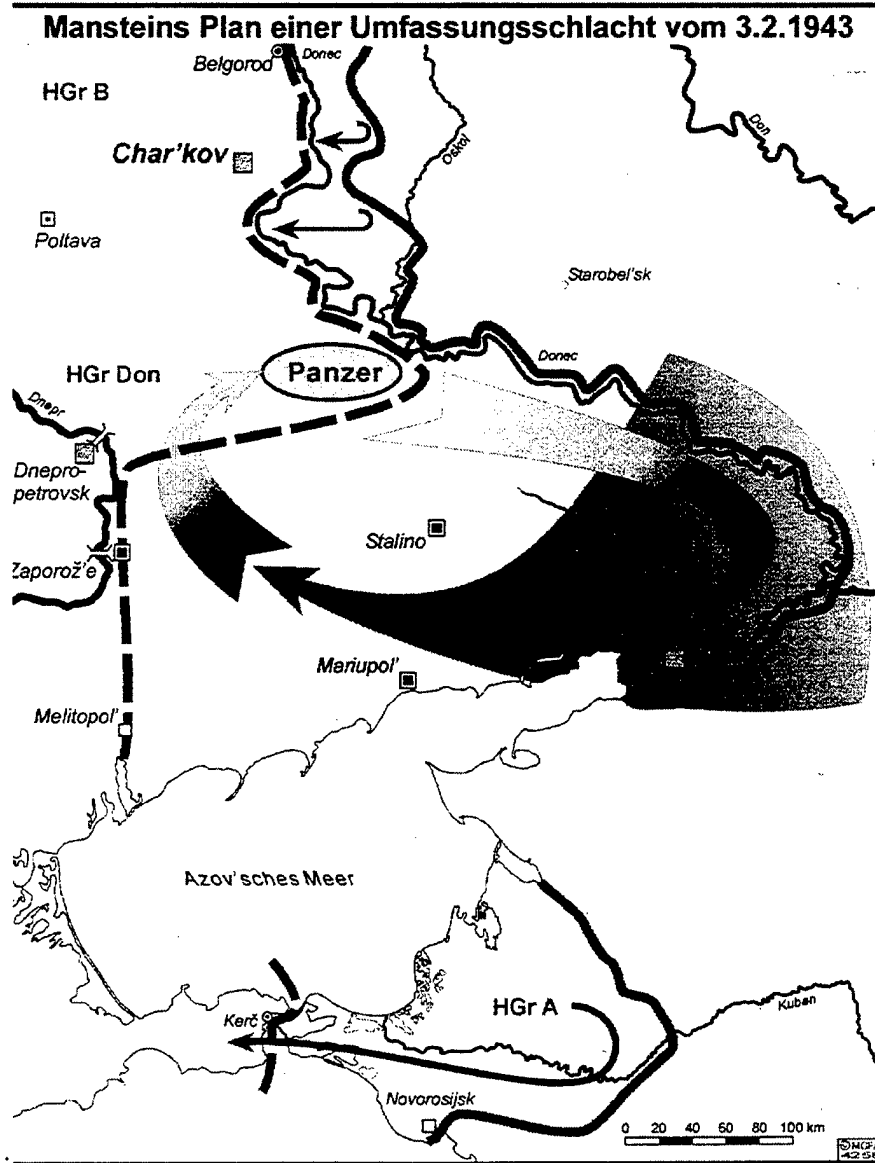 Mansteins Plan einer Umfassungsschlacht vom 3.2.1943
Belgorod
Donec
HGr B
Don
Oskol
Char'kov
Poltava
Starobel'sk
Donec
HGr Don
Panzer
Dnepr
Dnepro-
petrovsk
Stalino
Zaporož'e
Mariupol'
Melitopol'
Azov'sches Meer
HGr A
Kuban
Kerč
Novorosijsk
0 20 40 60 80 100 km